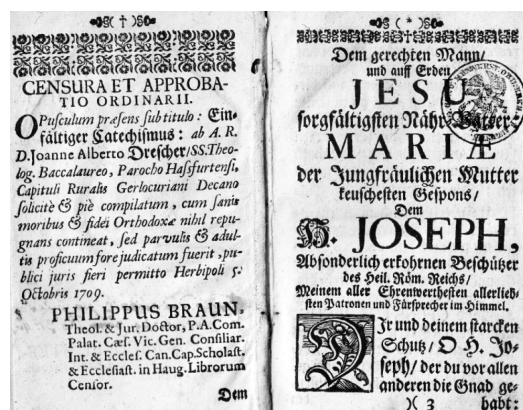 ( † )
CENSURA ET APPROBA-
TIO ORDINARII.
OPusculum præsens sub titulo : Ein-
fältiger Catechismus : ab A. R.
D. Joanne Alberto Drescher/SS.Theo-
log. Baccalaureo, Parocho Hassfurtensi,
Capituli Ruralis Gerlocuriani Decano
solicitè & piè compilatum, cum sanis
moribus & fidei Orthodoxæ nihil repu-
gnans contineat, sed parvulis & adul-
tis proficuum fore judicatum fuerit , pu-
blici juris fieri permitto Herbipoli 5.
Octobris 1709.
PHILIPPUS BRAUN,
Theol. & Jur. Doctor, P.A.Com.
Palat. Cæs. Vic. Gen. Consiliar.
Int. & Eccles. Can.Cap.Scholast.
& Ecclesiast. in Haug. Librorum
Censor.
Dem
( * )
Dem gerechten Mann/
und auff Erden
JESU
sorgfältigsten Nähr-Vatter
MARIÆ
der Jungfräulichen Mutter
keuschesten Gespons/
Dem
H. JOSEPH,
Absonderlich erkohrnen Beschützer
des Heil. Röm. Reichs/
Meinem aller Ehrenwerthesten allerlieb-
sten Patronen und Fürsprecher im Himmel.
DIr und deinem starcken
Schutz/ O H. Jo-
seph/ der du vor allen
anderen die Gnad ge-
)( 3 habt: